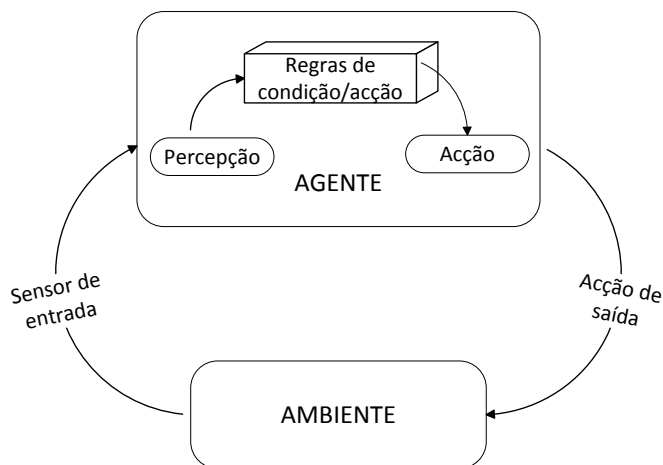 Regras de
condição/acção
Percepção
Acção
AGENTE
Sensor de
entrada
Acção de
saída
AMBIENTE